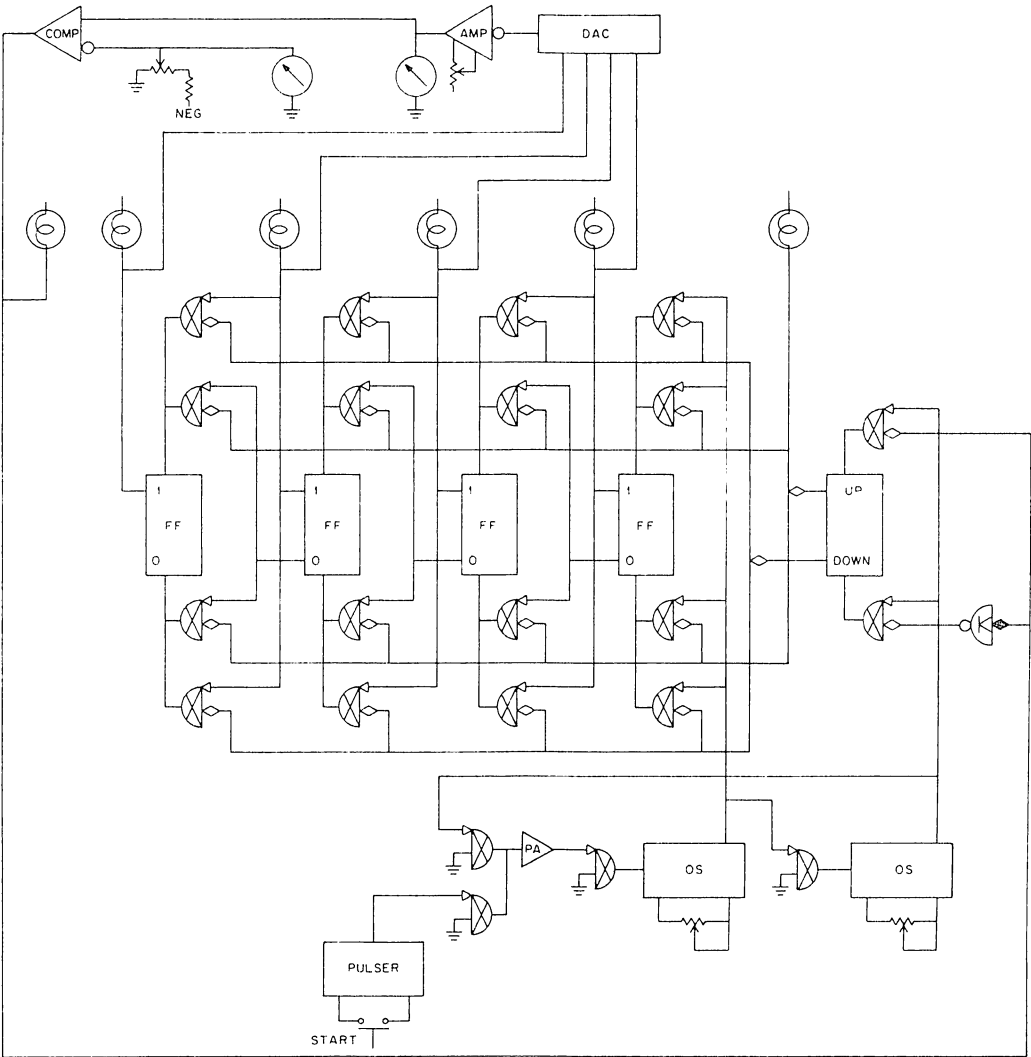 COMP
AMP
DAC
NEG
1
1
1
1
UP
FF
FF
FF
FF
0
0
0
0
DOWN
PA
OS
OS
PULSER
START